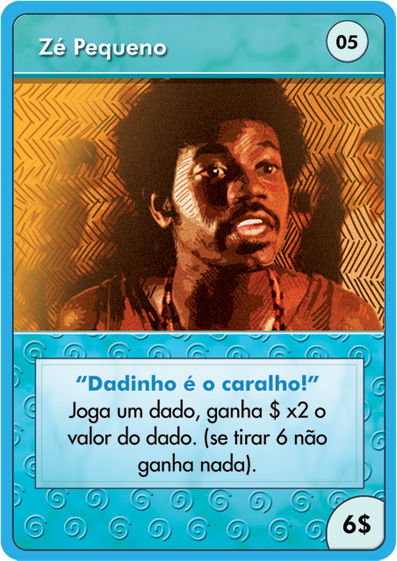 Zé Pequeno
05
“Dadinho é o caralho!”
Joga um dado, ganha $ x2 o
valor do dado. (se tirar 6 não
ganha nada).
6$